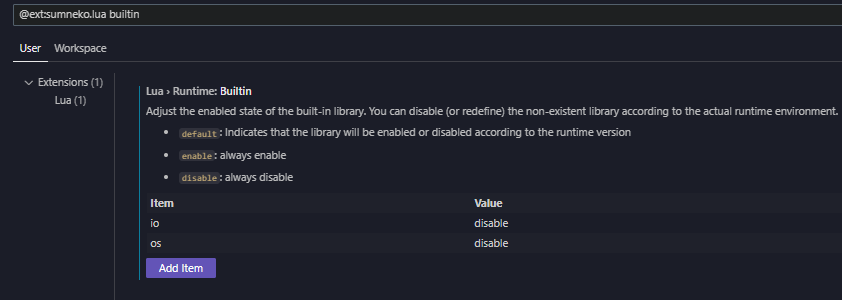 @ext:sumneko.lua builtin
User Workspace
Extensions (1)
Lua (1)
Lua › Runtime: Builtin
Adjust the enabled state of the built-in library. You can disable (or redefine) the non-existent library according to the actual runtime environment.
• default: Indicates that the library will be enabled or disabled according to the runtime version
• enable: always enable
• disable: always disable
Item Value
io disable
os disable
Add Item